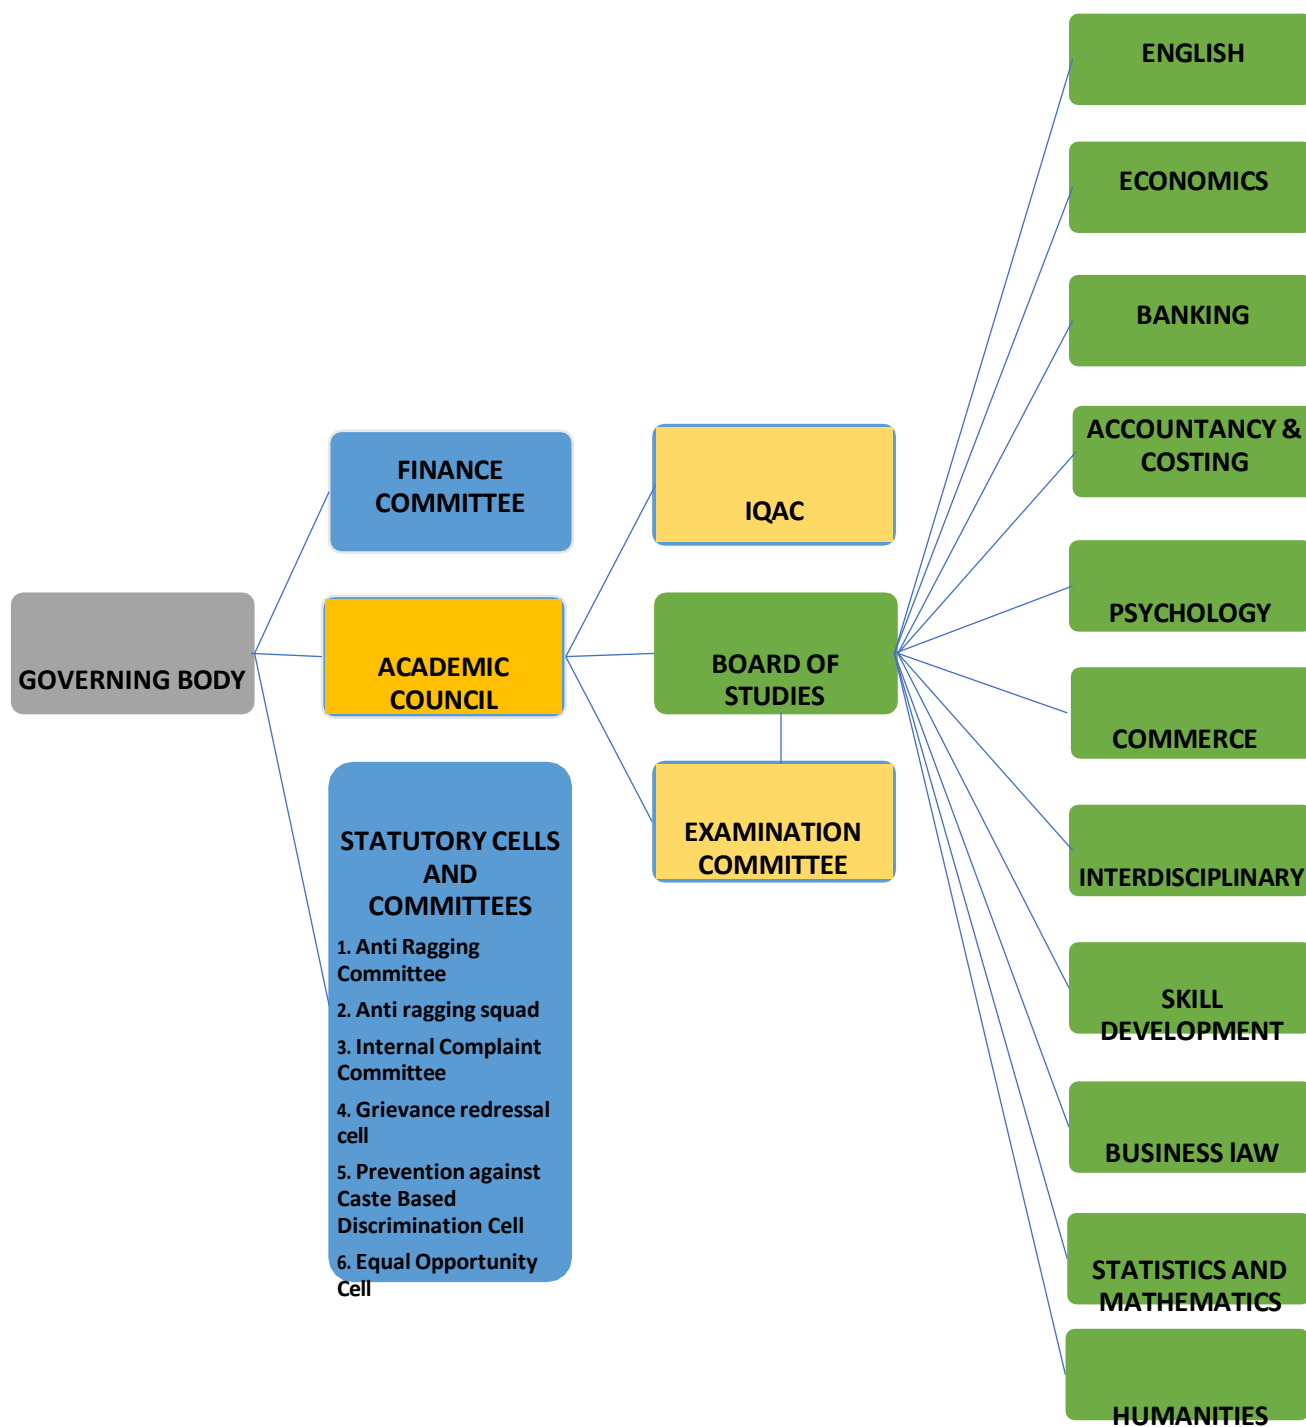 GOVERNING BODY
FINANCE
COMMITTEE
ACADEMIC
COUNCIL
STATUTORY CELLS
AND
COMMITTEES
1. Anti Ragging
Committee
2. Anti ragging squad
3. Internal Complaint
Committee
4. Grievance redressal
cell
5. Prevention against
Caste Based
Discrimination Cell
6. Equal Opportunity
Cell
IQAC
BOARD OF
STUDIES
EXAMINATION
COMMITTEE
ENGLISH
ECONOMICS
BANKING
ACCOUNTANCY &
COSTING
PSYCHOLOGY
COMMERCE
INTERDISCIPLINARY
SKILL
DEVELOPMENT
BUSINESS lAW
STATISTICS AND
MATHEMATICS
HUMANITIES